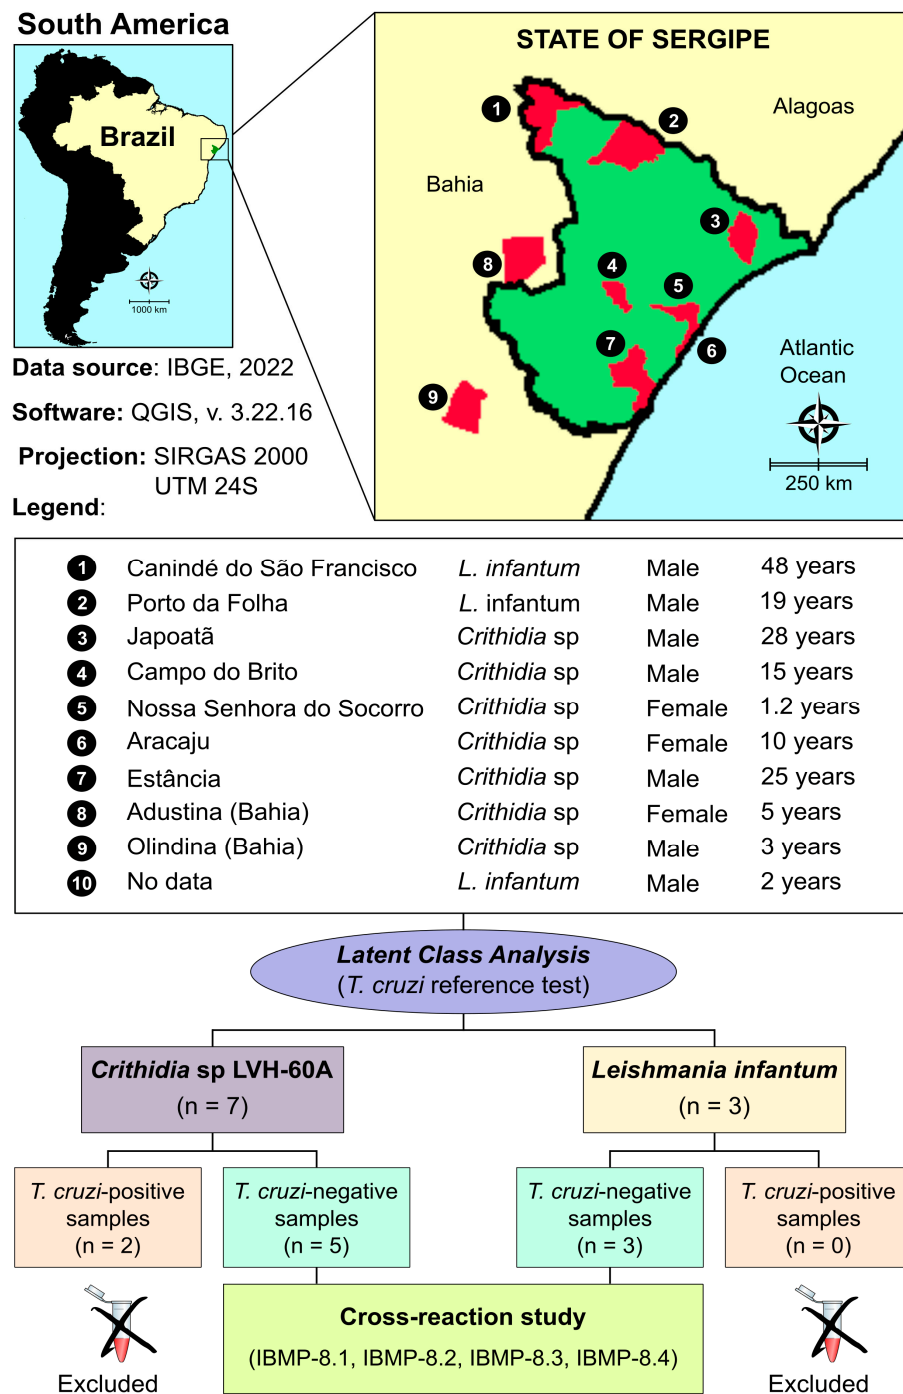 South America
Brazil
1000 km
STATE OF SERGIPE
Alagoas
Bahia
1
2
3
8
4
5
7
6
9
Atlantic
Ocean
250 km
Data source: IBGE, 2022
Software: QGIS, v. 3.22.16
Projection: SIRGAS 2000
UTM 24S
Legend:
1 Canindé do São Francisco L. infantum Male 48 years
2 Porto da Folha L. infantum Male 19 years
3 Japoatã Crithidia sp Male 28 years
4 Campo do Brito Crithidia sp Male 15 years
5 Nossa Senhora do Socorro Crithidia sp Female 1.2 years
6 Aracaju Crithidia sp Female 10 years
7 Estância Crithidia sp Male 25 years
8 Adustina (Bahia) Crithidia sp Female 5 years
9 Olindina (Bahia) Crithidia sp Male 3 years
10 No data L. infantum Male 2 years
Latent Class Analysis
(T. cruzi reference test)
Crithidia sp LVH-60A
(n = 7)
Leishmania infantum
(n = 3)
T. cruzi-positive
samples
(n = 2)
T. cruzi-negative
samples
(n = 5)
T. cruzi-negative
samples
(n = 3)
T. cruzi-positive
samples
(n = 0)
Excluded
Cross-reaction study
(IBMP-8.1, IBMP-8.2, IBMP-8.3, IBMP-8.4)
Excluded